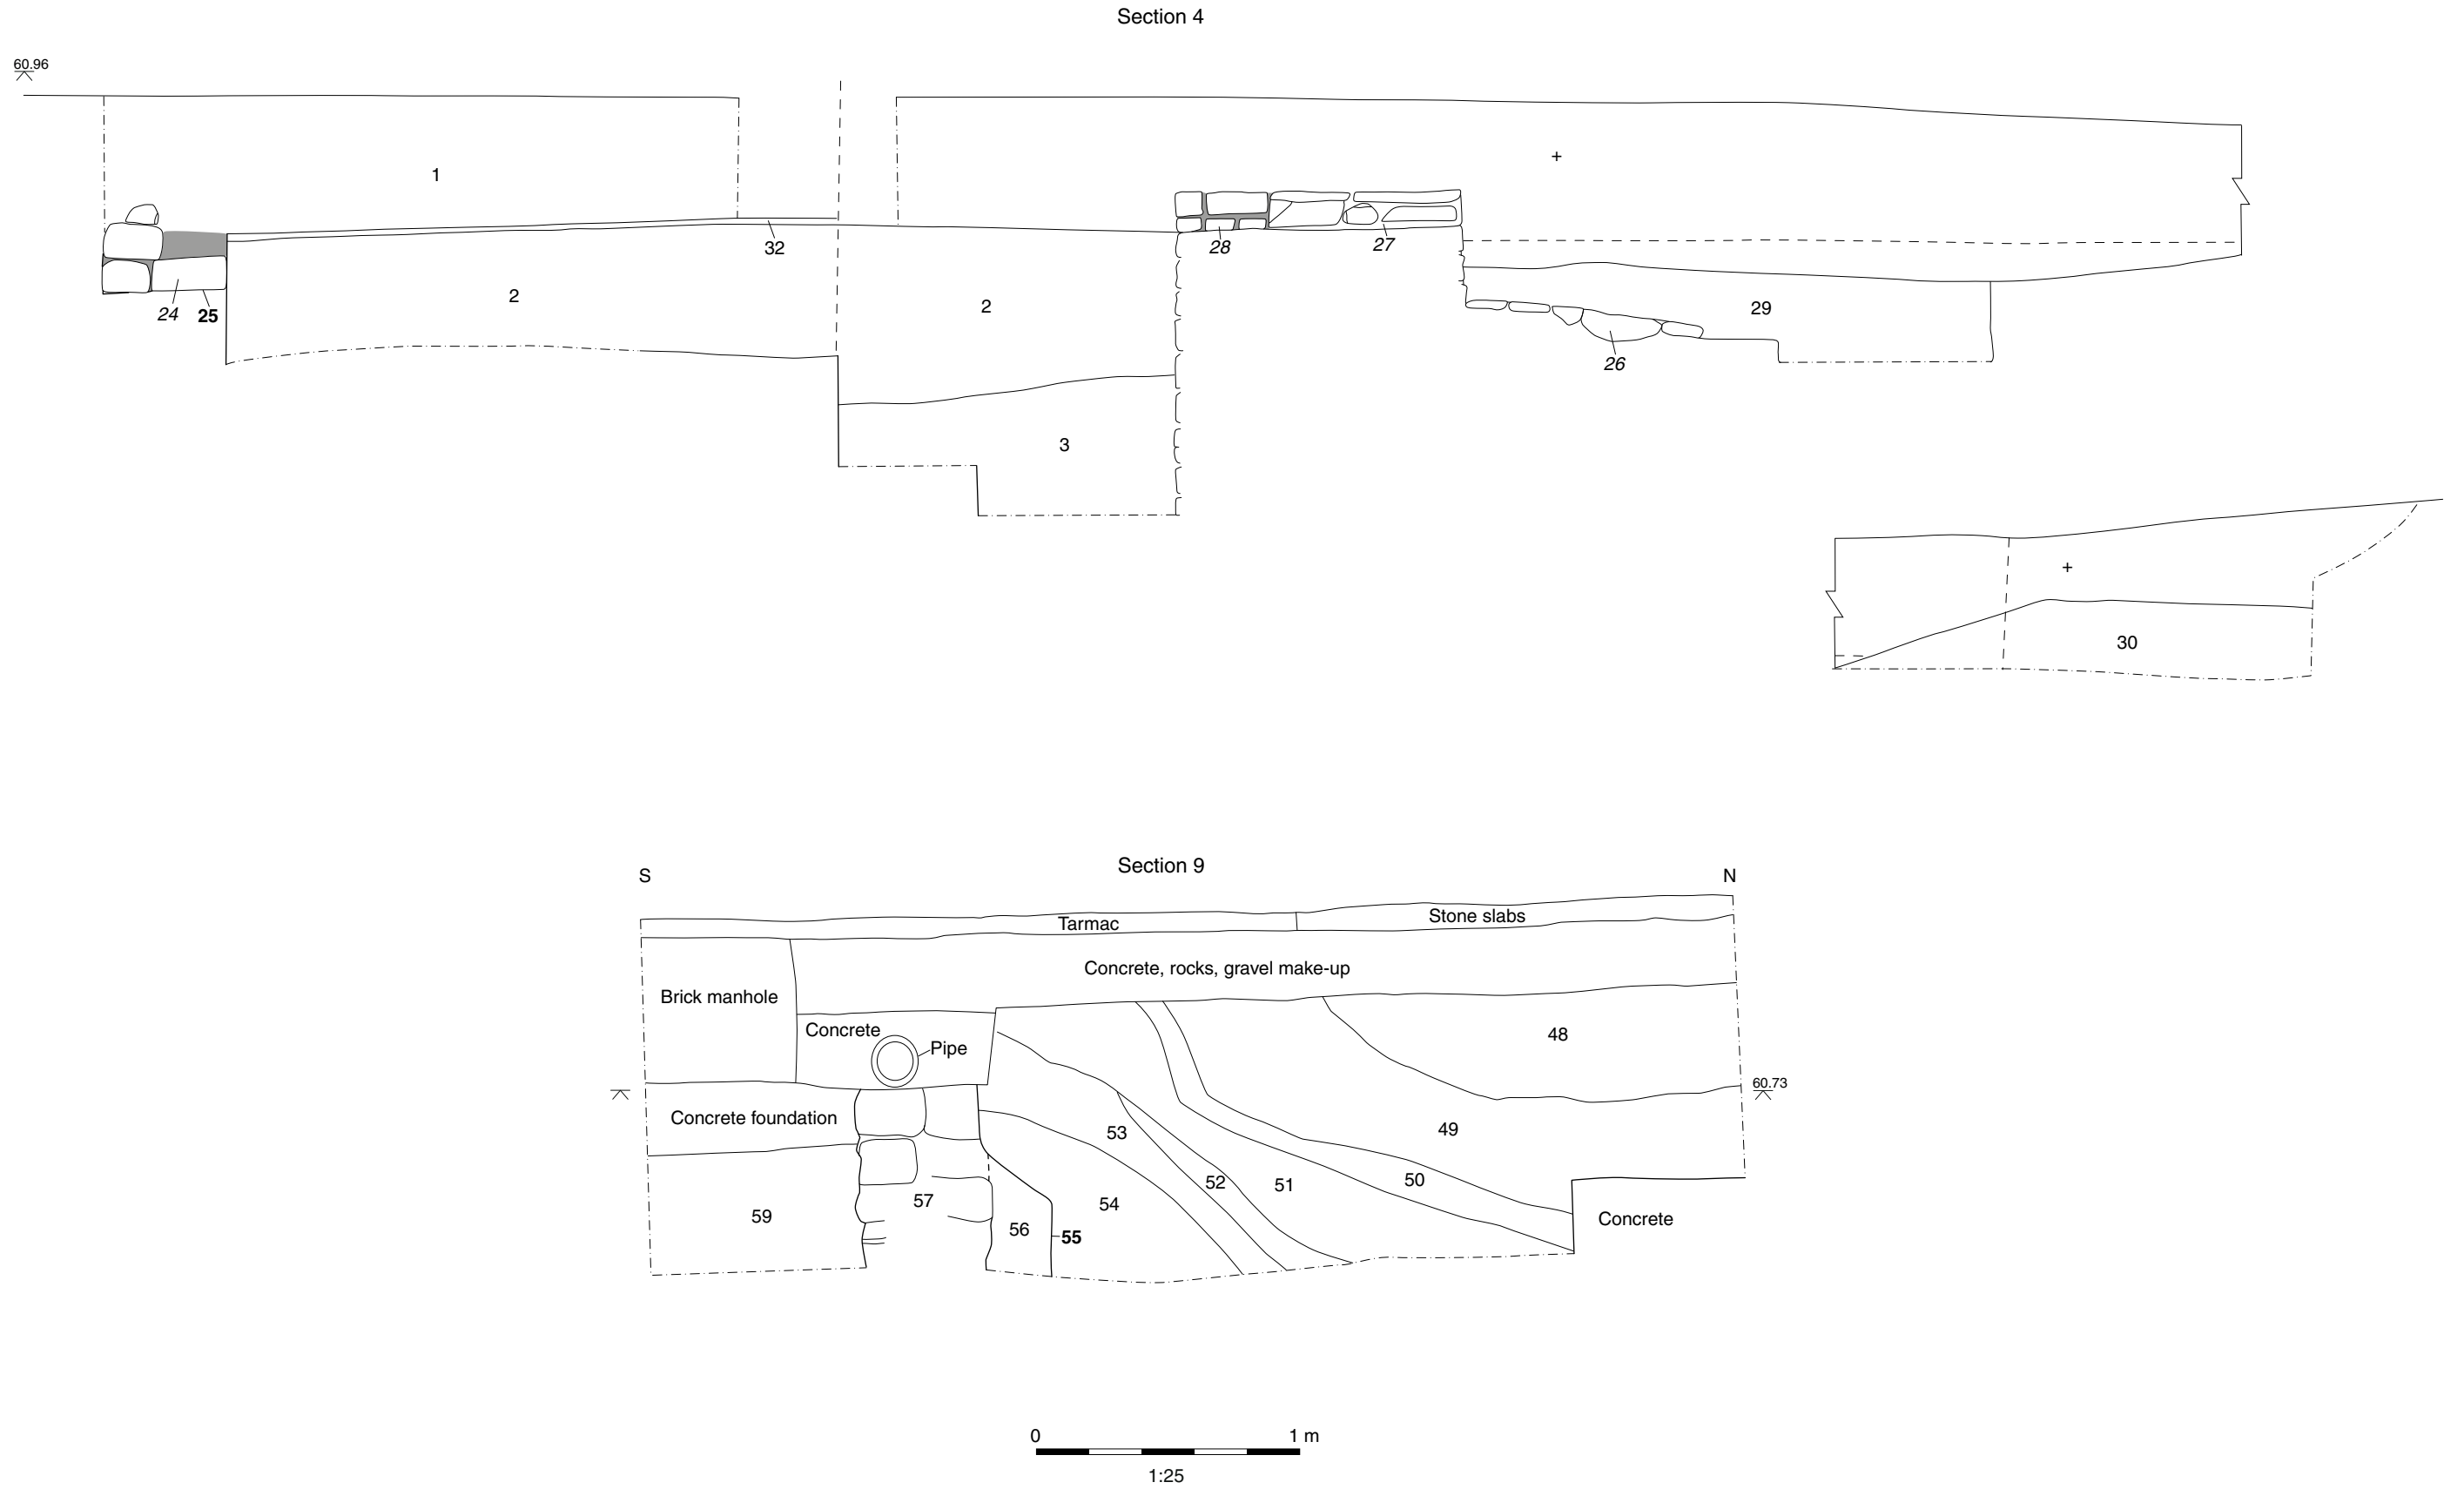 Section 4
60.96
1
+
32
28
27
2
2
29
24
25
26
3
+
30
Section 9
S
N
Tarmac
Stone slabs
Concrete, rocks, gravel make-up
Brick manhole
Concrete
Pipe
48
60.73
Concrete foundation
53
49
52
51
50
57
54
59
56
55
Concrete
0
1 m
1:25